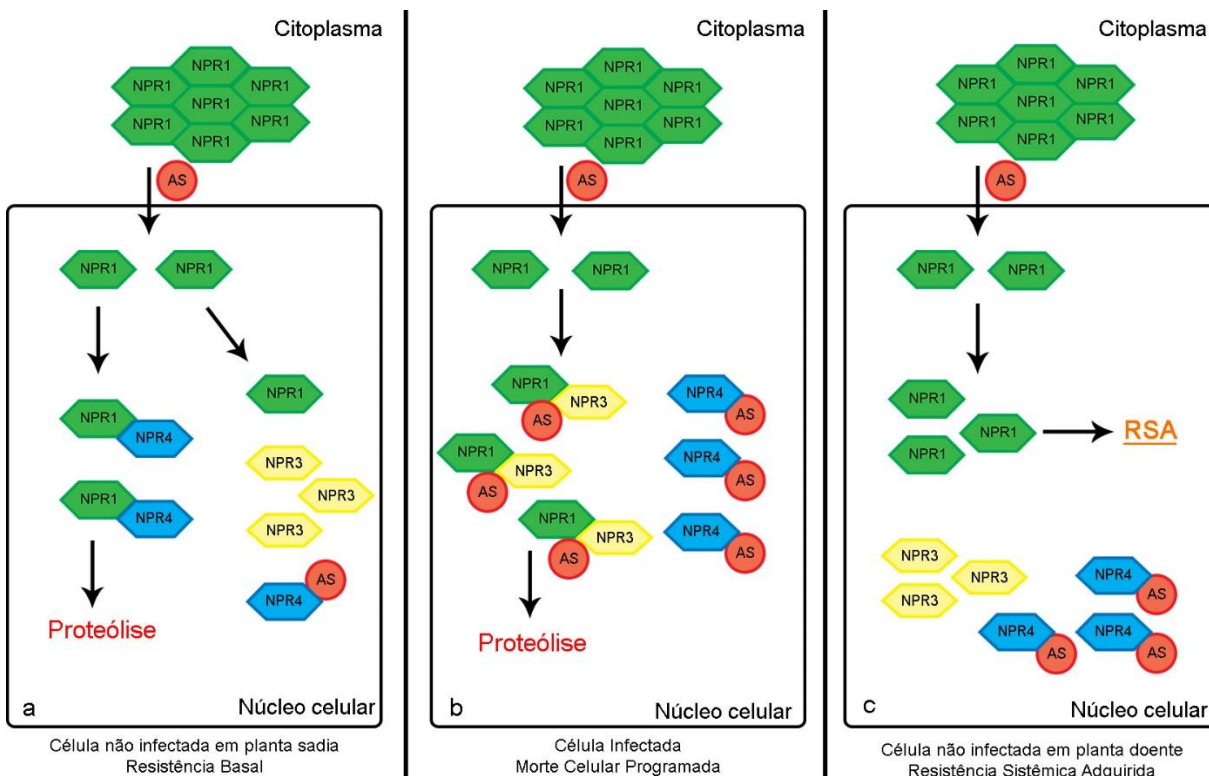 Citoplasma
NPR1
NPR1
NPR1
NPR1
NPR1
NPR1
NPR1
AS
NPR1
NPR1
NPR1
NPR4
NPR1
NPR4
Proteólise
NPR1
NPR3
NPR3
NPR3
AS
NPR4
a
Núcleo celular
Célula não infectada em planta sadia
Resistência Basal
Citoplasma
NPR1
NPR1
NPR1
NPR1
NPR1
NPR1
NPR1
AS
NPR1
NPR1
NPR1
NPR3
AS
NPR1
NPR3
AS
NPR1
NPR3
AS
Proteólise
NPR4
AS
NPR4
AS
NPR4
AS
b
Núcleo celular
Célula Infectada
Morte Celular Programada
Citoplasma
NPR1
NPR1
NPR1
NPR1
NPR1
NPR1
NPR1
AS
NPR1
NPR1
NPR1
NPR1
NPR1
RSA
NPR3
NPR3
NPR3
NPR4
AS
NPR4
AS
NPR4
AS
c
Núcleo celular
Célula não infectada em planta doente
Resistência Sistêmica Adquirida